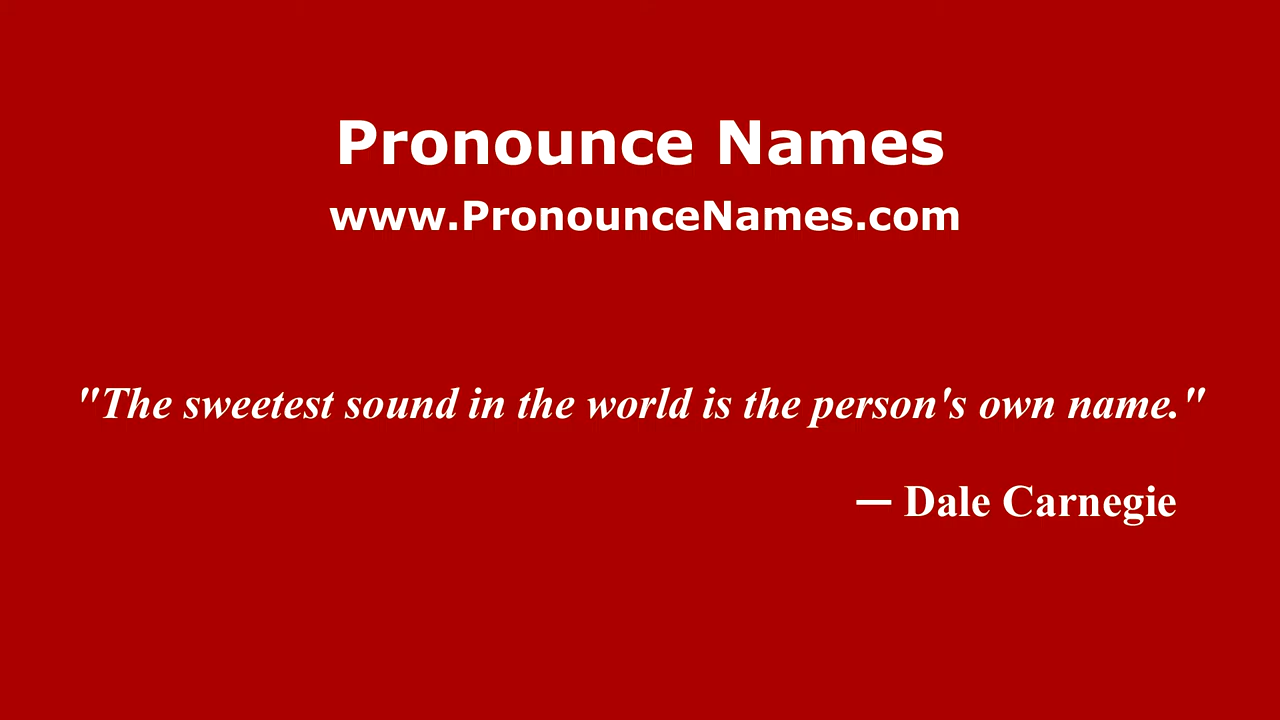 Pronounce Names
www.PronounceNames.com
"The sweetest sound in the world is the person's own name."
— Dale Carnegie